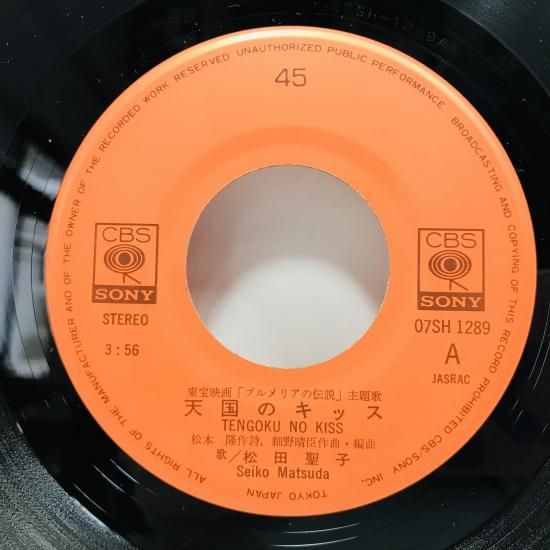 ALL RIGHTS OF THE MANUFACTURER AND OF THE OWNER OF THE RECORDED WORK RESERVED UNAUTHORIZED PUBLIC PERFORMANCE, BROADCASTING AND COPYING OF THIS RECORD PROHIBITED CBS/SONY INC.
TOKYO JAPAN
45
CBS
SONY
STEREO
3:56
CBS
SONY
07SH 1289
A
JASRAC
東宝映画「プルメリアの伝説」主題歌
天国のキッス
TENGOKU NO KISS
松本 隆作詩, 細野晴臣作曲・編曲
歌/松田聖子
Seiko Matsuda